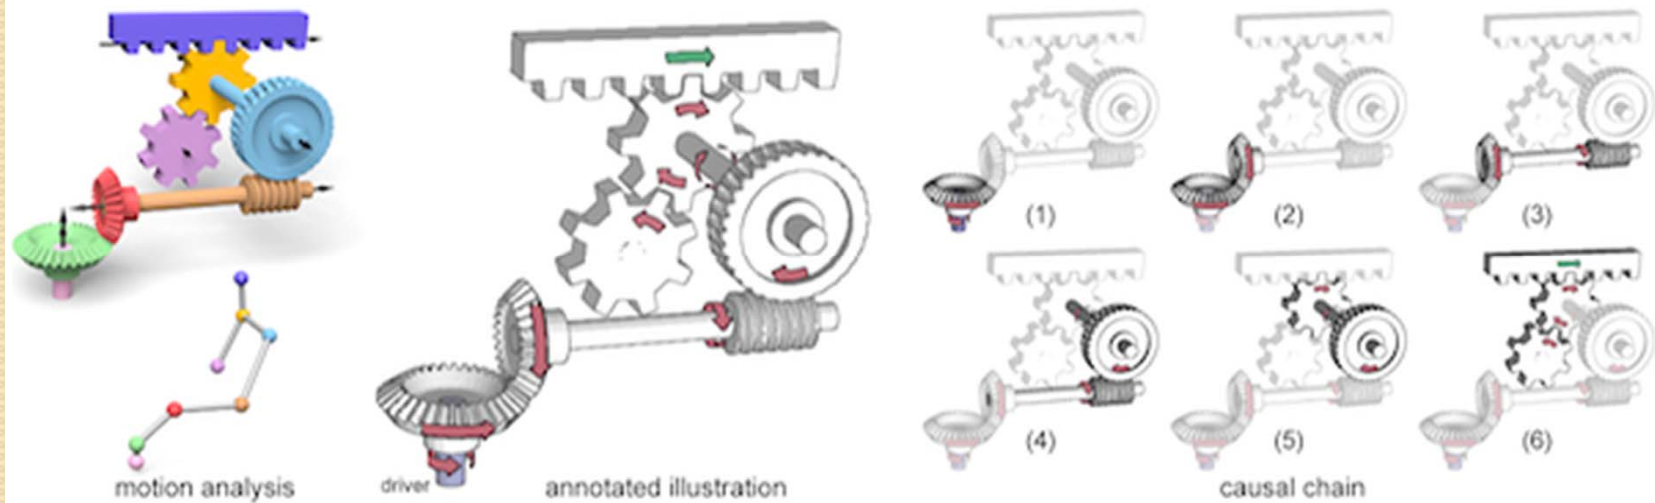 (1)
(2)
(3)
(4)
(5)
(6)
motion analysis
driver
annotated illustration
causal chain